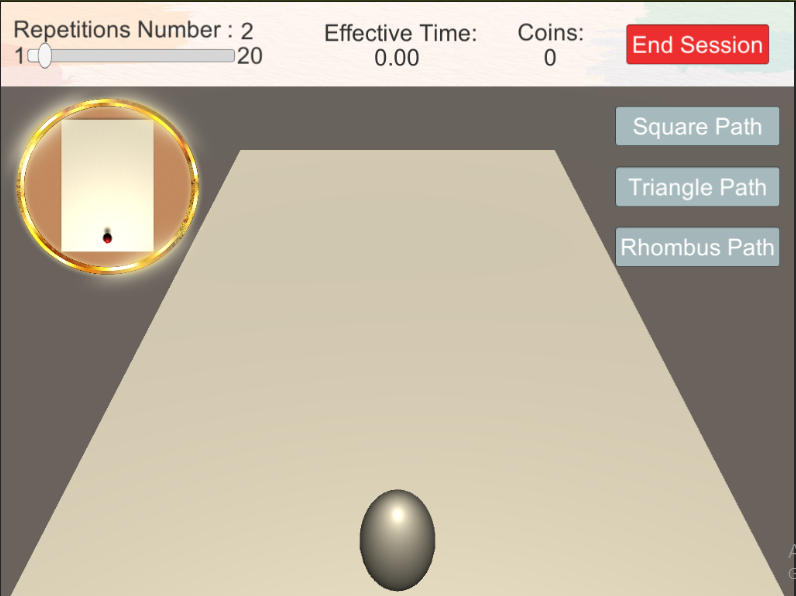 Repetitions Number : 2
1 20
Effective Time:
0.00
Coins:
0
End Session
Square Path
Triangle Path
Rhombus Path